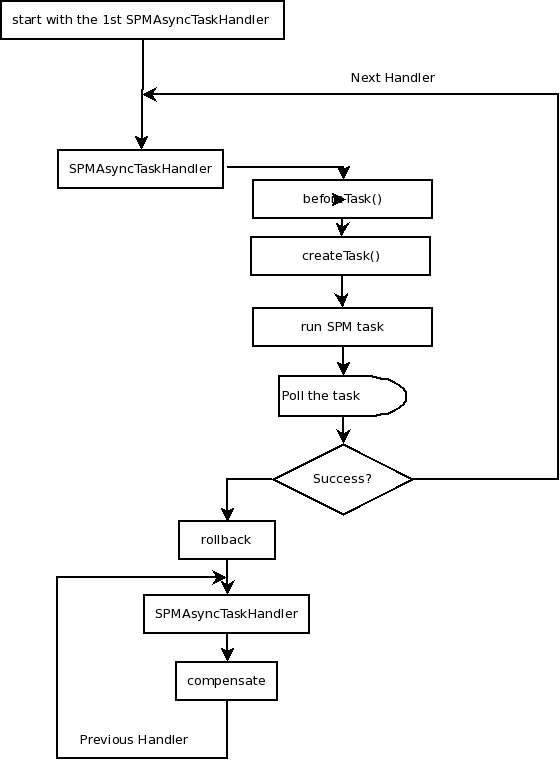 start with the 1st SPMAsyncTaskHandler
Next Handler
SPMAsyncTaskHandler
beforeTask()
createTask()
run SPM task
Poll the task
Success?
rollback
SPMAsyncTaskHandler
compensate
Previous Handler